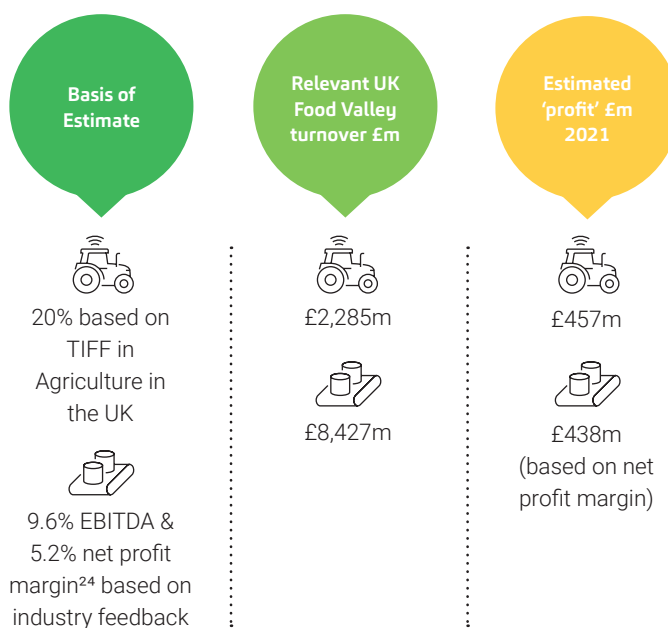 Basis of
Estimate
Relevant UK
Food Valley
turnover £m
Estimated
‘profit’ £m
2021
20% based on
TIFF in
Agriculture in
the UK
9.6% EBITDA &
5.2% net profit
margin²⁴ based on
industry feedback
£2,285m
£8,427m
£457m
£438m
(based on net
profit margin)